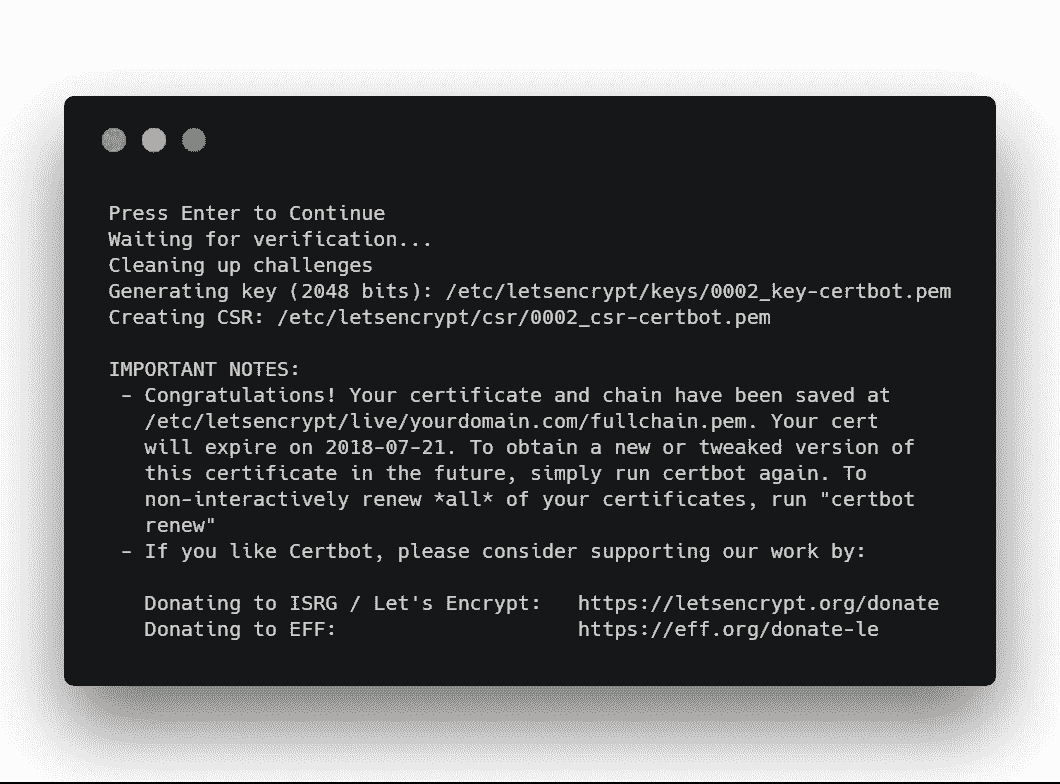 Press Enter to Continue
Waiting for verification...
Cleaning up challenges
Generating key (2048 bits): /etc/letsencrypt/keys/0002_key-certbot.pem
Creating CSR: /etc/letsencrypt/csr/0002_csr-certbot.pem
IMPORTANT NOTES:
- Congratulations! Your certificate and chain have been saved at
/etc/letsencrypt/live/yourdomain.com/fullchain.pem. Your cert
will expire on 2018-07-21. To obtain a new or tweaked version of
this certificate in the future, simply run certbot again. To
non-interactively renew *all* of your certificates, run "certbot
renew"
- If you like Certbot, please consider supporting our work by:
Donating to ISRG / Let's Encrypt:   https://letsencrypt.org/donate
Donating to EFF:                    https://eff.org/donate-le